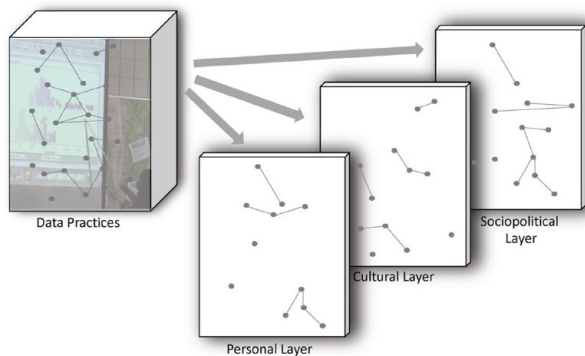 Data Practices
Sociopolitical
Layer
Cultural Layer
Personal Layer